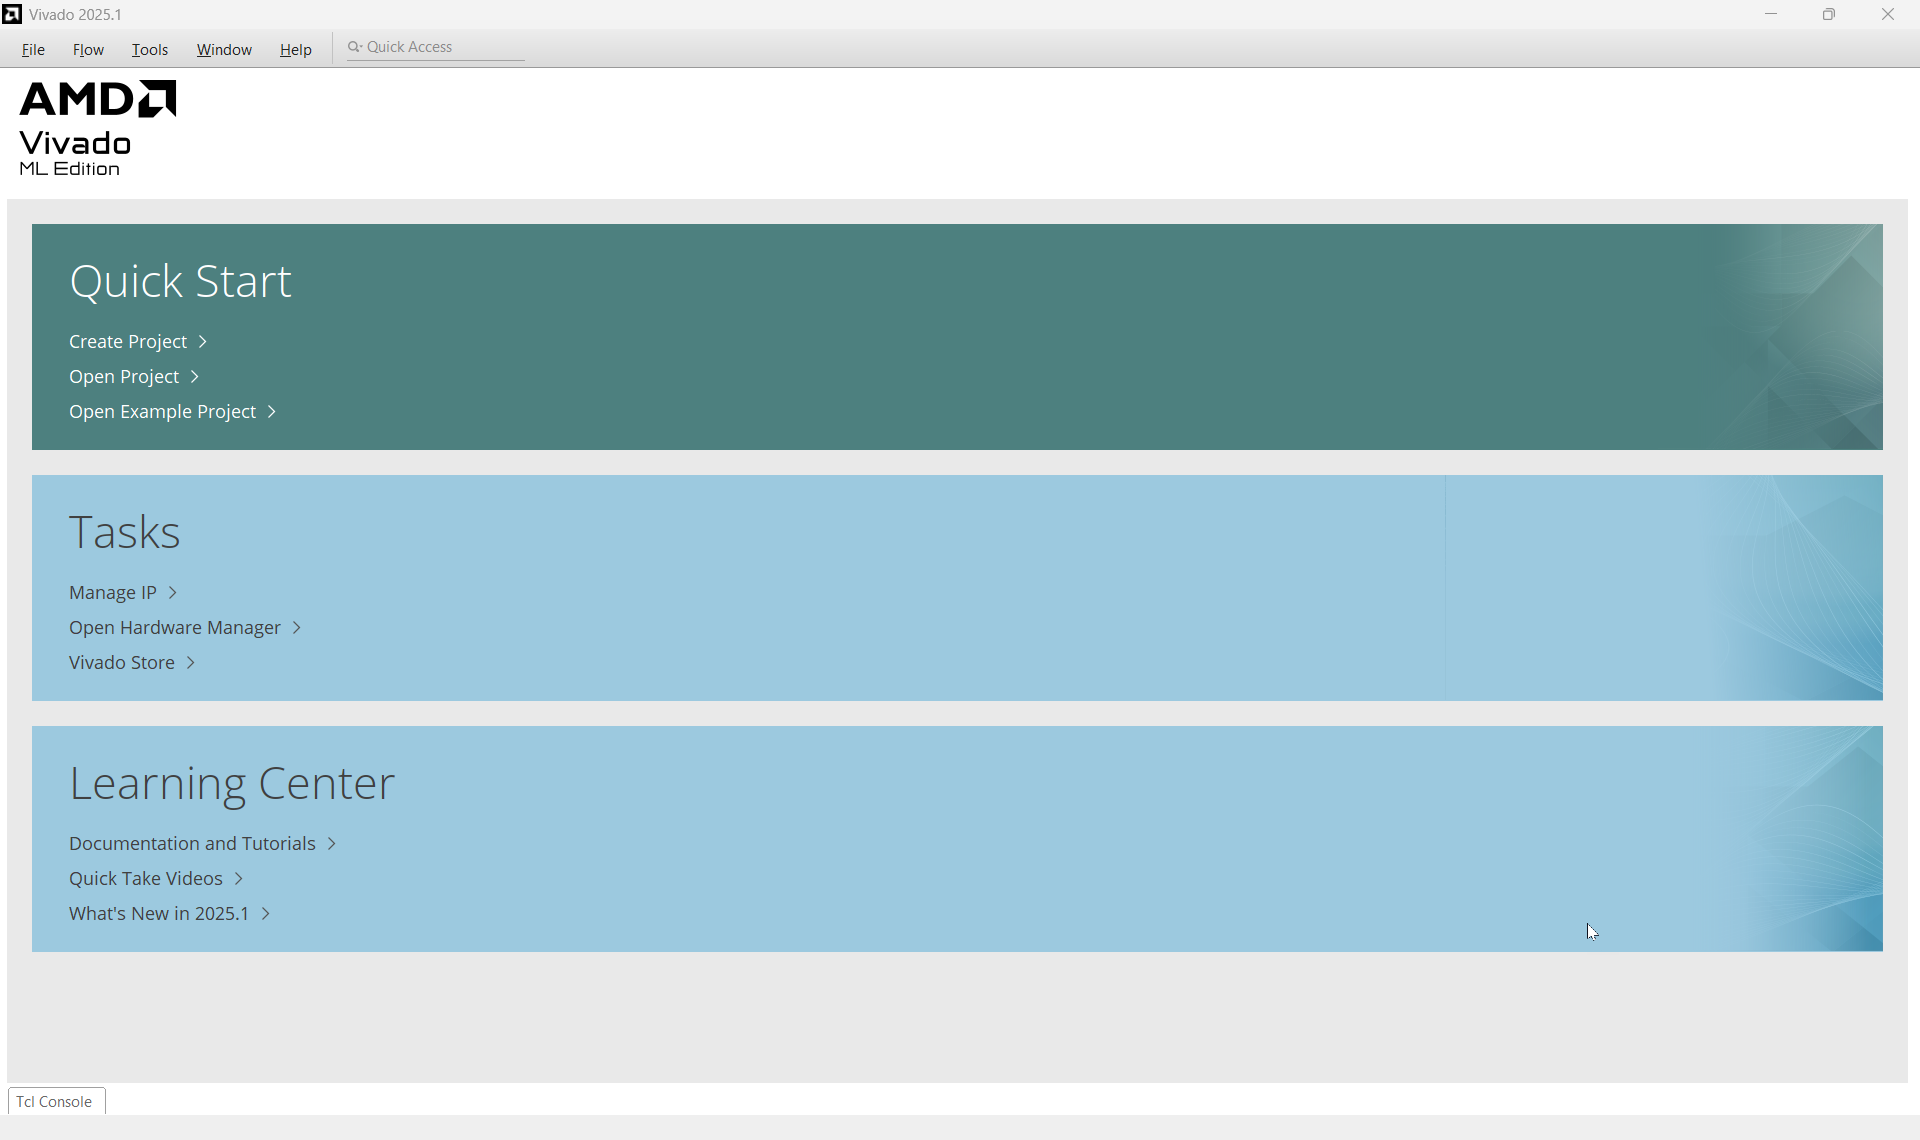 Vivado 2025.1
File Flow Tools Window Help Quick Access
AMD
Vivado
ML Edition
Quick Start
Create Project >
Open Project >
Open Example Project >
Tasks
Manage IP >
Open Hardware Manager >
Vivado Store >
Learning Center
Documentation and Tutorials >
Quick Take Videos >
What's New in 2025.1 >
Tcl Console